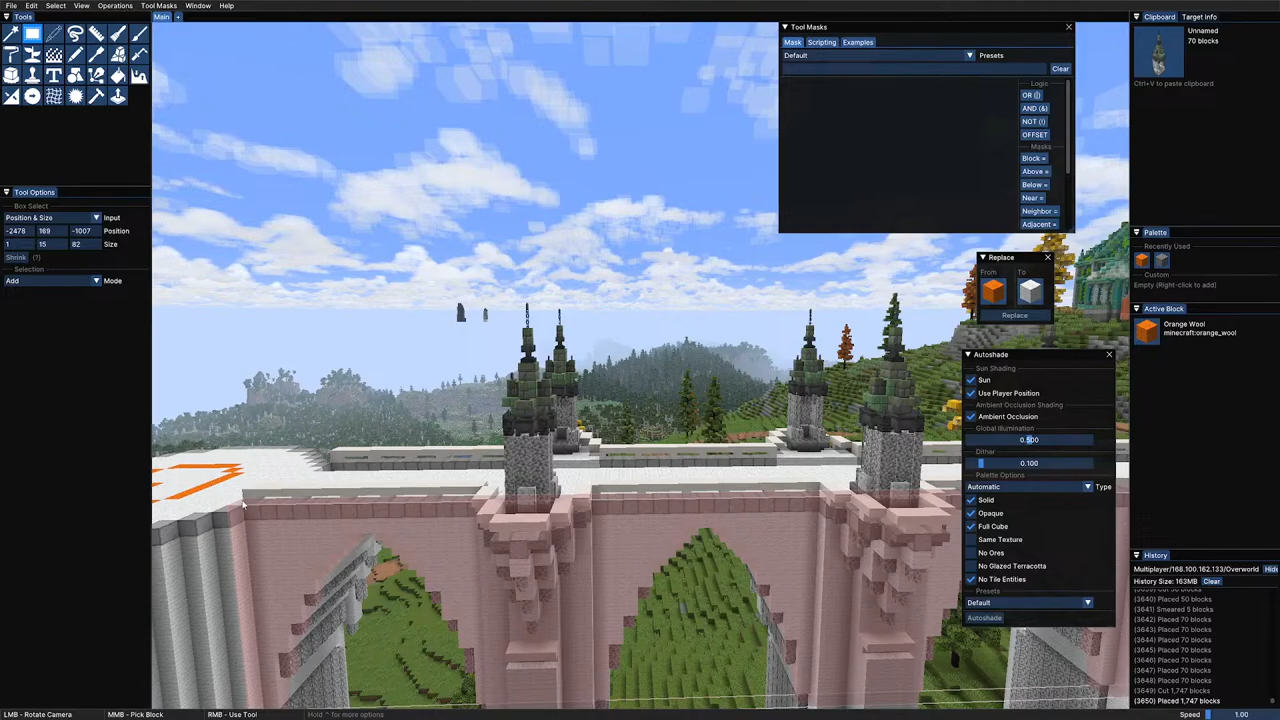 File Edit Select View Operations Tool Masks Window Help
Tools
Main +
Tool Options
Box Select
Position & Size Input
-2478 169 -1007 Position
1 15 82 Size
Shrink (?)
Selection
Add Mode
Tool Masks
Mask Scripting Examples
Default Presets
Clear
Logic
OR (|)
AND (&)
NOT (!)
OFFSET
Masks
Block =
Above =
Below =
Near =
Neighbor =
Adjacent =
Replace
From To
Replace
Autoshade
Sun Shading
Sun
Use Player Position
Ambient Occlusion Shading
Ambient Occlusion
Global Illumination
0.500
Dither
0.100
Palette Options
Automatic Type
Solid
Opaque
Full Cube
Same Texture
No Ores
No Glazed Terracotta
No Tile Entities
Presets
Default
Autoshade
Clipboard Target Info
Unnamed
70 blocks
Ctrl+V to paste clipboard
Palette
Recently Used
Custom
Empty (Right-click to add)
Active Block
Orange Wool
minecraft:orange_wool
History
Multiplayer/168.100.162.133/Overworld Hide
History Size: 163MB Clear
(3640) Placed 50 blocks
(3641) Smeared 5 blocks
(3642) Placed 70 blocks
(3643) Placed 70 blocks
(3644) Placed 70 blocks
(3645) Placed 70 blocks
(3646) Placed 70 blocks
(3647) Placed 70 blocks
(3648) Placed 70 blocks
(3649) Cut 1,747 blocks
(3650) Placed 1,747 blocks
LMB - Rotate Camera MMB - Pick Block RMB - Use Tool Hold ^ for more options
Speed 1.00